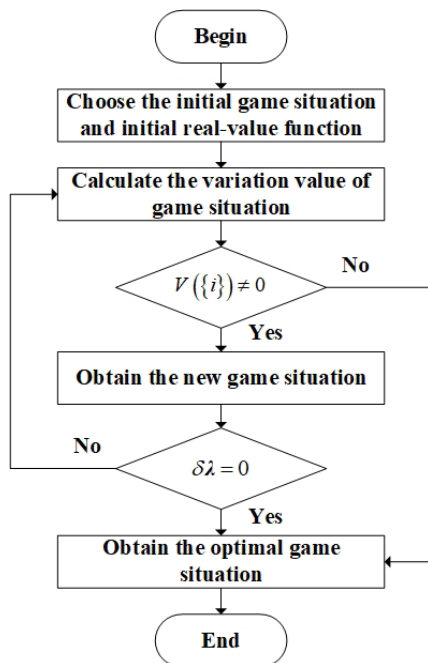 Begin
Choose the initial game situation
and initial real-value function
Calculate the variation value of
game situation
V({i})≠0
No
Yes
Obtain the new game situation
No
δλ=0
Yes
Obtain the optimal game
situation
End